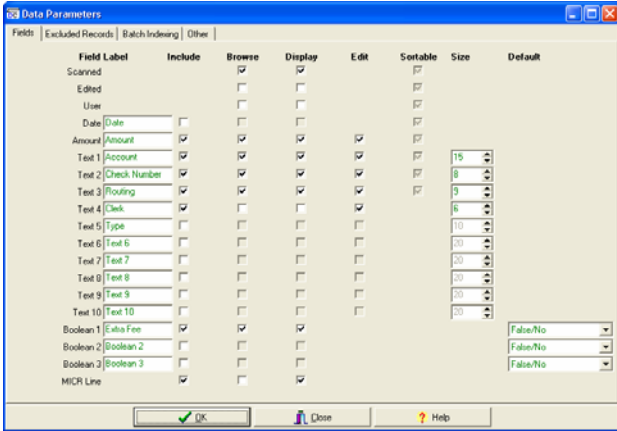 Data Parameters
Fields Excluded Records Batch Indexing Other
Field Label Include Browse Display Edit Sortable Size Default
Scanned
Edited
User
Date Date
Amount Amount
Text 1 Account 15
Text 2 Check Number 8
Text 3 Routing 9
Text 4 Clerk 6
Text 5 Type 10
Text 6 Text 6 20
Text 7 Text 7 20
Text 8 Text 8 20
Text 9 Text 9 20
Text 10 Text 10 20
Boolean 1 Extra Fee False/No
Boolean 2 Boolean 2 False/No
Boolean 3 Boolean 3 False/No
MICR Line
OK Close Help